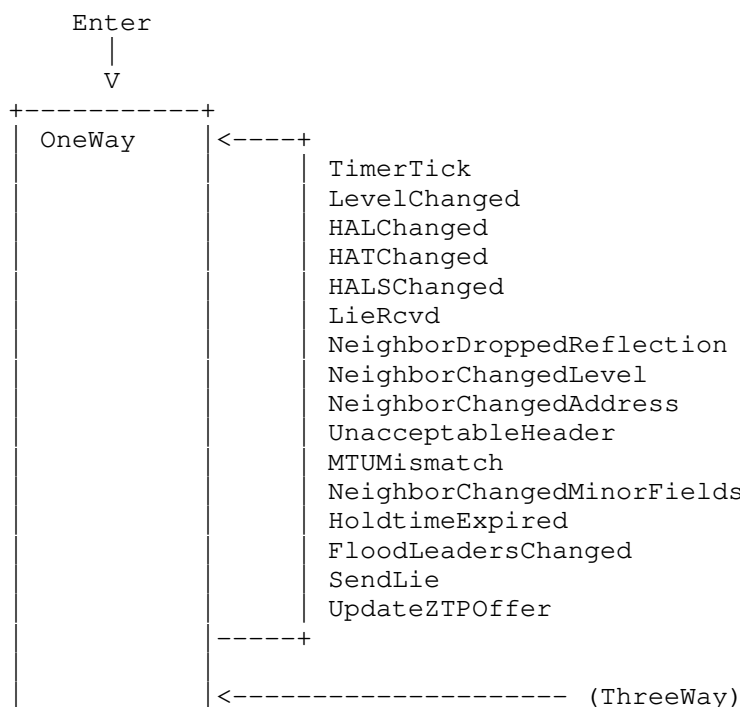 Enter
|
V
+-----------+
| OneWay |<----+
| | | TimerTick
| | | LevelChanged
| | | HALChanged
| | | HATChanged
| | | HALSChanged
| | | LieRcvd
| | | NeighborDroppedReflection
| | | NeighborChangedLevel
| | | NeighborChangedAddress
| | | UnacceptableHeader
| | | MTUMismatch
| | | NeighborChangedMinorFields
| | | HoldtimeExpired
| | | FloodLeadersChanged
| | | SendLie
| | | UpdateZTPOffer
| |-----+
| |
| |<--------------------- (ThreeWay)